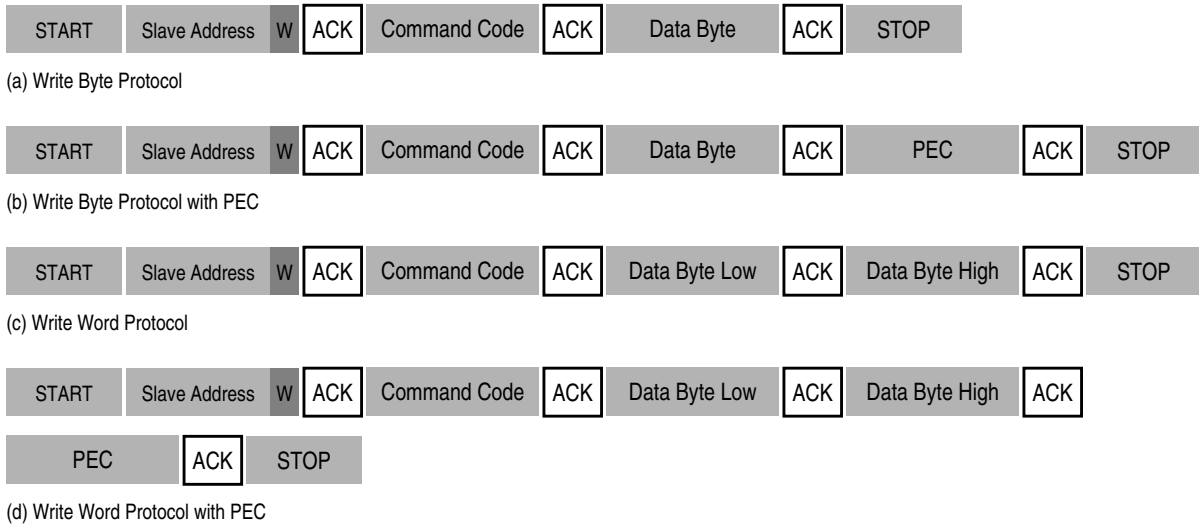 START Slave Address W ACK Command Code ACK Data Byte ACK STOP
(a) Write Byte Protocol
START Slave Address W ACK Command Code ACK Data Byte ACK PEC ACK STOP
(b) Write Byte Protocol with PEC
START Slave Address W ACK Command Code ACK Data Byte Low ACK Data Byte High ACK STOP
(c) Write Word Protocol
START Slave Address W ACK Command Code ACK Data Byte Low ACK Data Byte High ACK
PEC ACK STOP
(d) Write Word Protocol with PEC